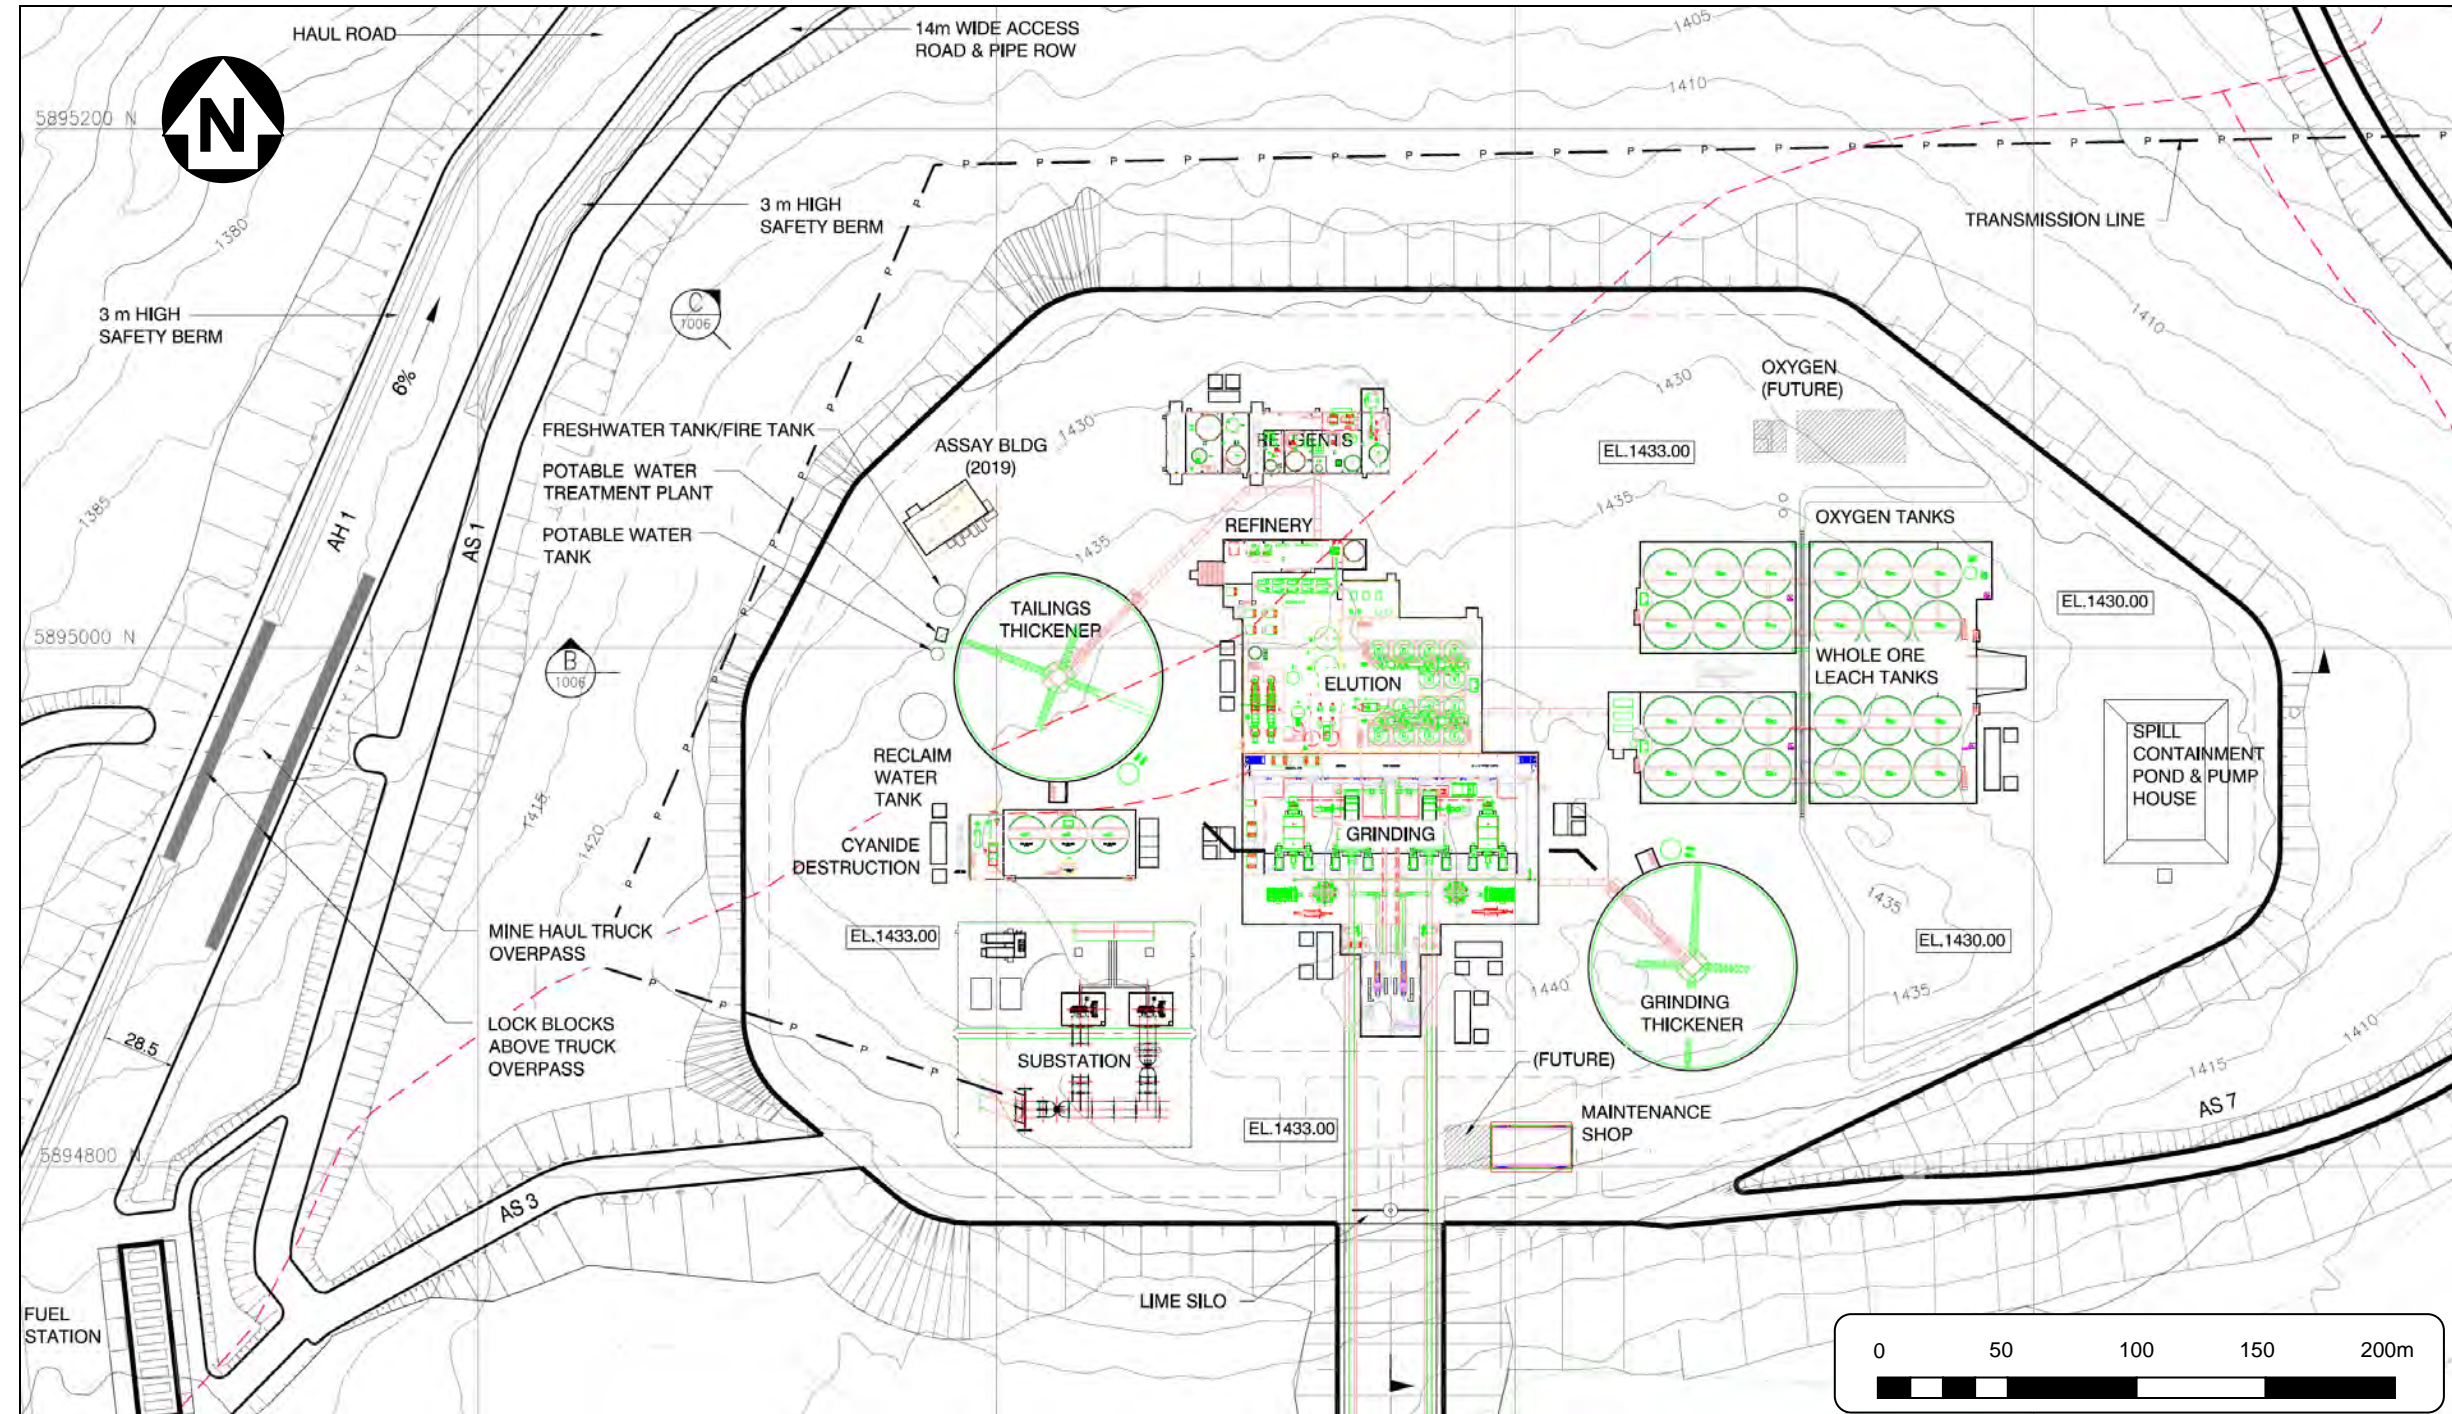 HAUL ROAD
14m WIDE ACCESS
ROAD & PIPE ROW
1405
1410
5895200 N
N
3 m HIGH
SAFETY BERM
TRANSMISSION LINE
1380
3 m HIGH
SAFETY BERM
C
1006
1410
6%
OXYGEN
(FUTURE)
1430
FRESHWATER TANK/FIRE TANK
1430
ASSAY BLDG
(2019)
EL.1433.00
POTABLE WATER
TREATMENT PLANT
1385
1435
AH 1
AS 1
POTABLE WATER
TANK
REFINERY
OXYGEN TANKS
1435
TAILINGS
THICKENER
EL.1430.00
5895000 N
B
1006
WHOLE ORE
LEACH TANKS
ELUTION
SPILL
CONTAINMENT
POND & PUMP
HOUSE
RECLAIM
WATER
TANK
1415
1420
CYANIDE
DESTRUCTION
GRINDING
1435
MINE HAUL TRUCK
OVERPASS
EL.1433.00
EL.1430.00
1440
1435
GRINDING
THICKENER
LOCK BLOCKS
ABOVE TRUCK
OVERPASS
28.5
SUBSTATION
(FUTURE)
1410
1415
AS 7
EL.1433.00
MAINTENANCE
SHOP
5894800 N
AS 3
LIME SILO
FUEL
STATION
0 50 100 150 200m